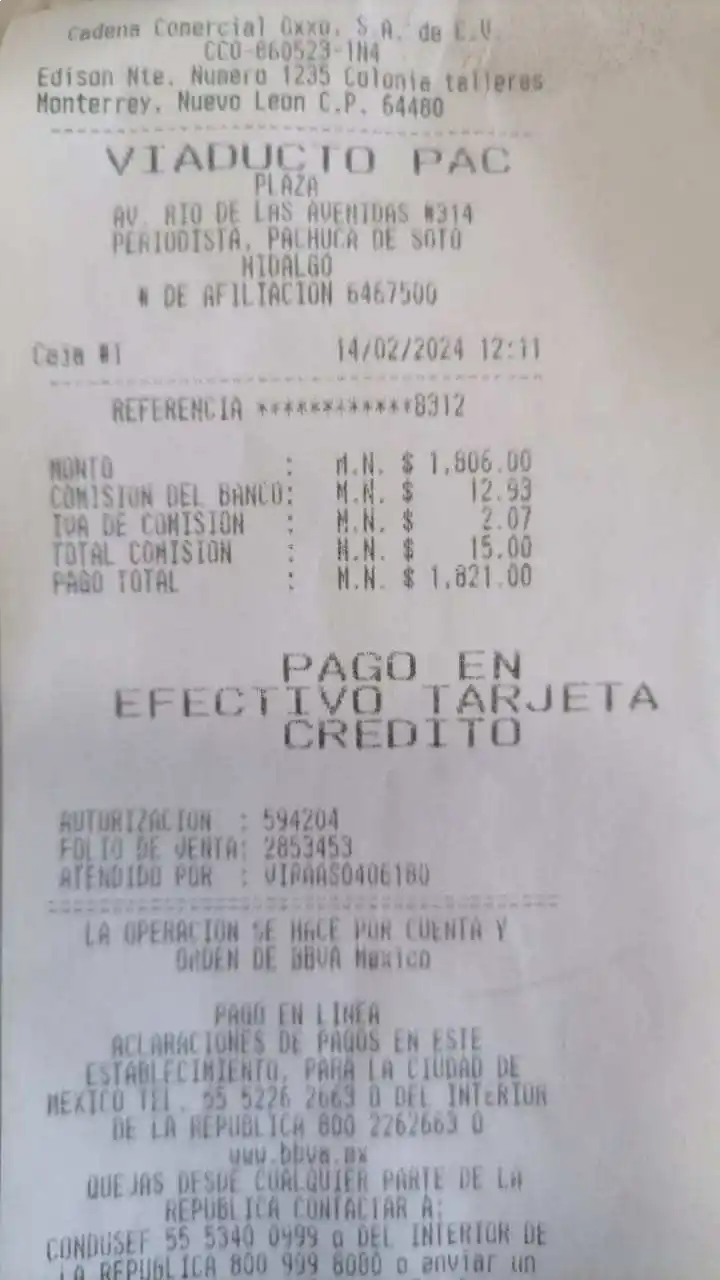 Cadena Comercial Oxxo, S.A. de C.V.
CCO-860523-1N4
Edison Nte. Numero 1235 Colonia talleres
Monterrey, Nuevo Leon C.P. 64480
VIADUCTO PAC
PLAZA
AV. RIO DE LAS AVENIDAS #314
PERIODISTA, PACHUCA DE SOTO
HIDALGO
# DE AFILIACION 6467500
Caja #1 14/02/2024 12:11
REFERENCIA ************8312
MONTO : M.N. $ 1,806.00
COMISION DEL BANCO: M.N. $ 12.93
IVA DE COMISION : M.N. $ 2.07
TOTAL COMISION : M.N. $ 15.00
PAGO TOTAL : M.N. $ 1,821.00
PAGO EN
EFECTIVO TARJETA
CREDITO
AUTORIZACION : 594204
FOLIO DE VENTA: 2853453
ATENDIDO POR : VIPAASO406180
LA OPERACION SE HACE POR CUENTA Y
ORDEN DE BBVA Mexico
PAGO EN LINEA
ACLARACIONES DE PAGOS EN ESTE
ESTABLECIMIENTO, PARA LA CIUDAD DE
MEXICO TEL. 55 5226 2663 O DEL INTERIOR
DE LA REPUBLICA 800 2262663 O
www.bbva.mx
QUEJAS DESDE CUALQUIER PARTE DE LA
REPUBLICA CONTACTAR A:
CONDUSEF 55 5340 0999 o DEL INTERIOR DE
LA REPUBLICA 800 999 8080 o enviar un